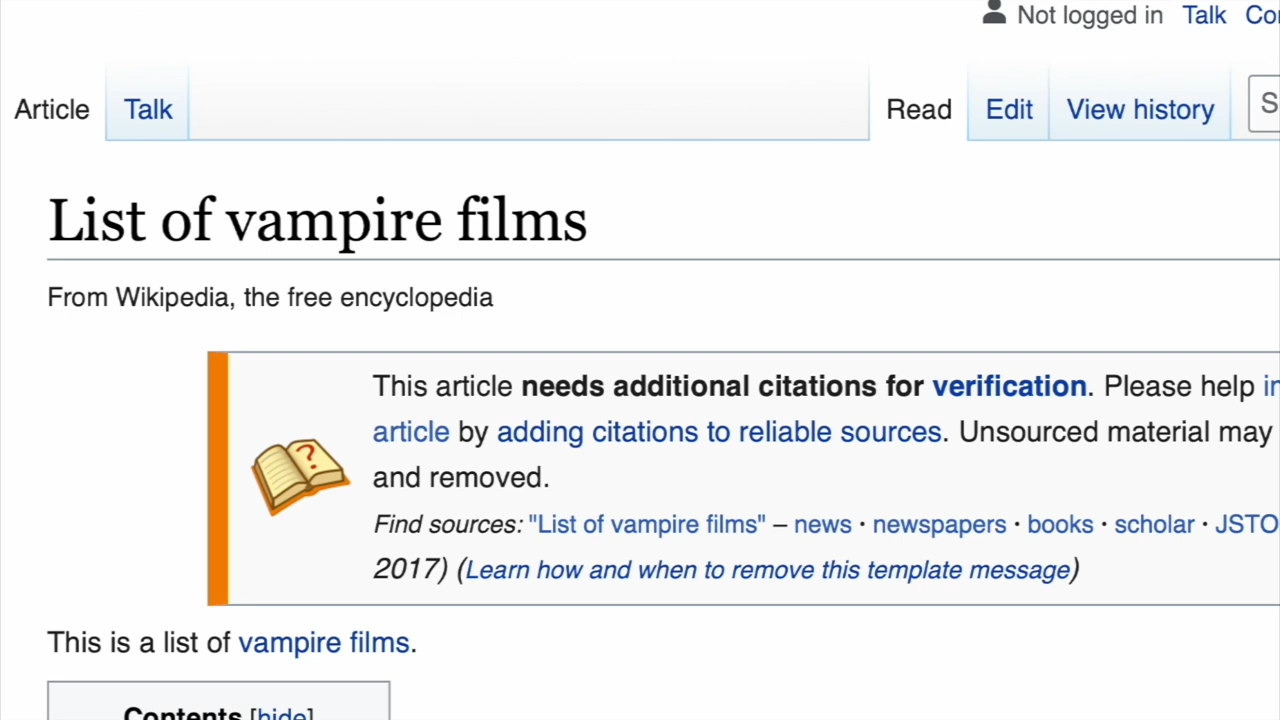 Not logged in Talk
Article Talk Read Edit View history
List of vampire films
From Wikipedia, the free encyclopedia
This article needs additional citations for verification. Please help
article by adding citations to reliable sources. Unsourced material may
and removed.
Find sources: "List of vampire films" – news · newspapers · books · scholar · JSTO
2017) (Learn how and when to remove this template message)
This is a list of vampire films.
Contents [hide]